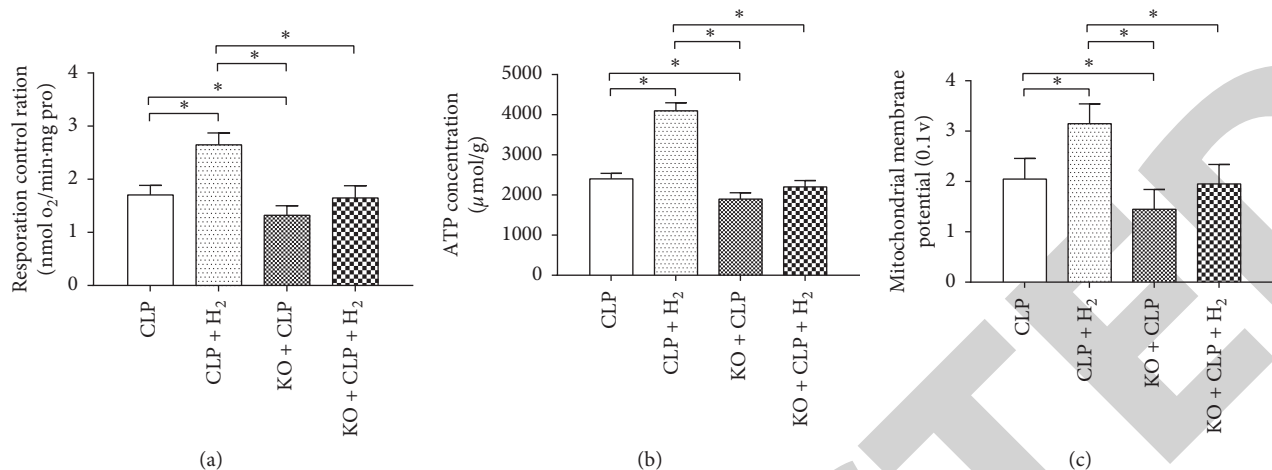 *
*
*
*
4
3
2
1
0
Resporation control ration
(nmol o₂/min·mg pro)
CLP
CLP + H₂
KO + CLP
KO + CLP + H₂
(a)
*
*
*
*
5000
4000
3000
2000
1000
0
ATP concentration
(μmol/g)
CLP
CLP + H₂
KO + CLP
KO + CLP + H₂
(b)
*
*
*
*
4
3
2
1
0
Mitochondrial membrane
potential (0.1 v)
CLP
CLP + H₂
KO + CLP
KO + CLP + H₂
(c)